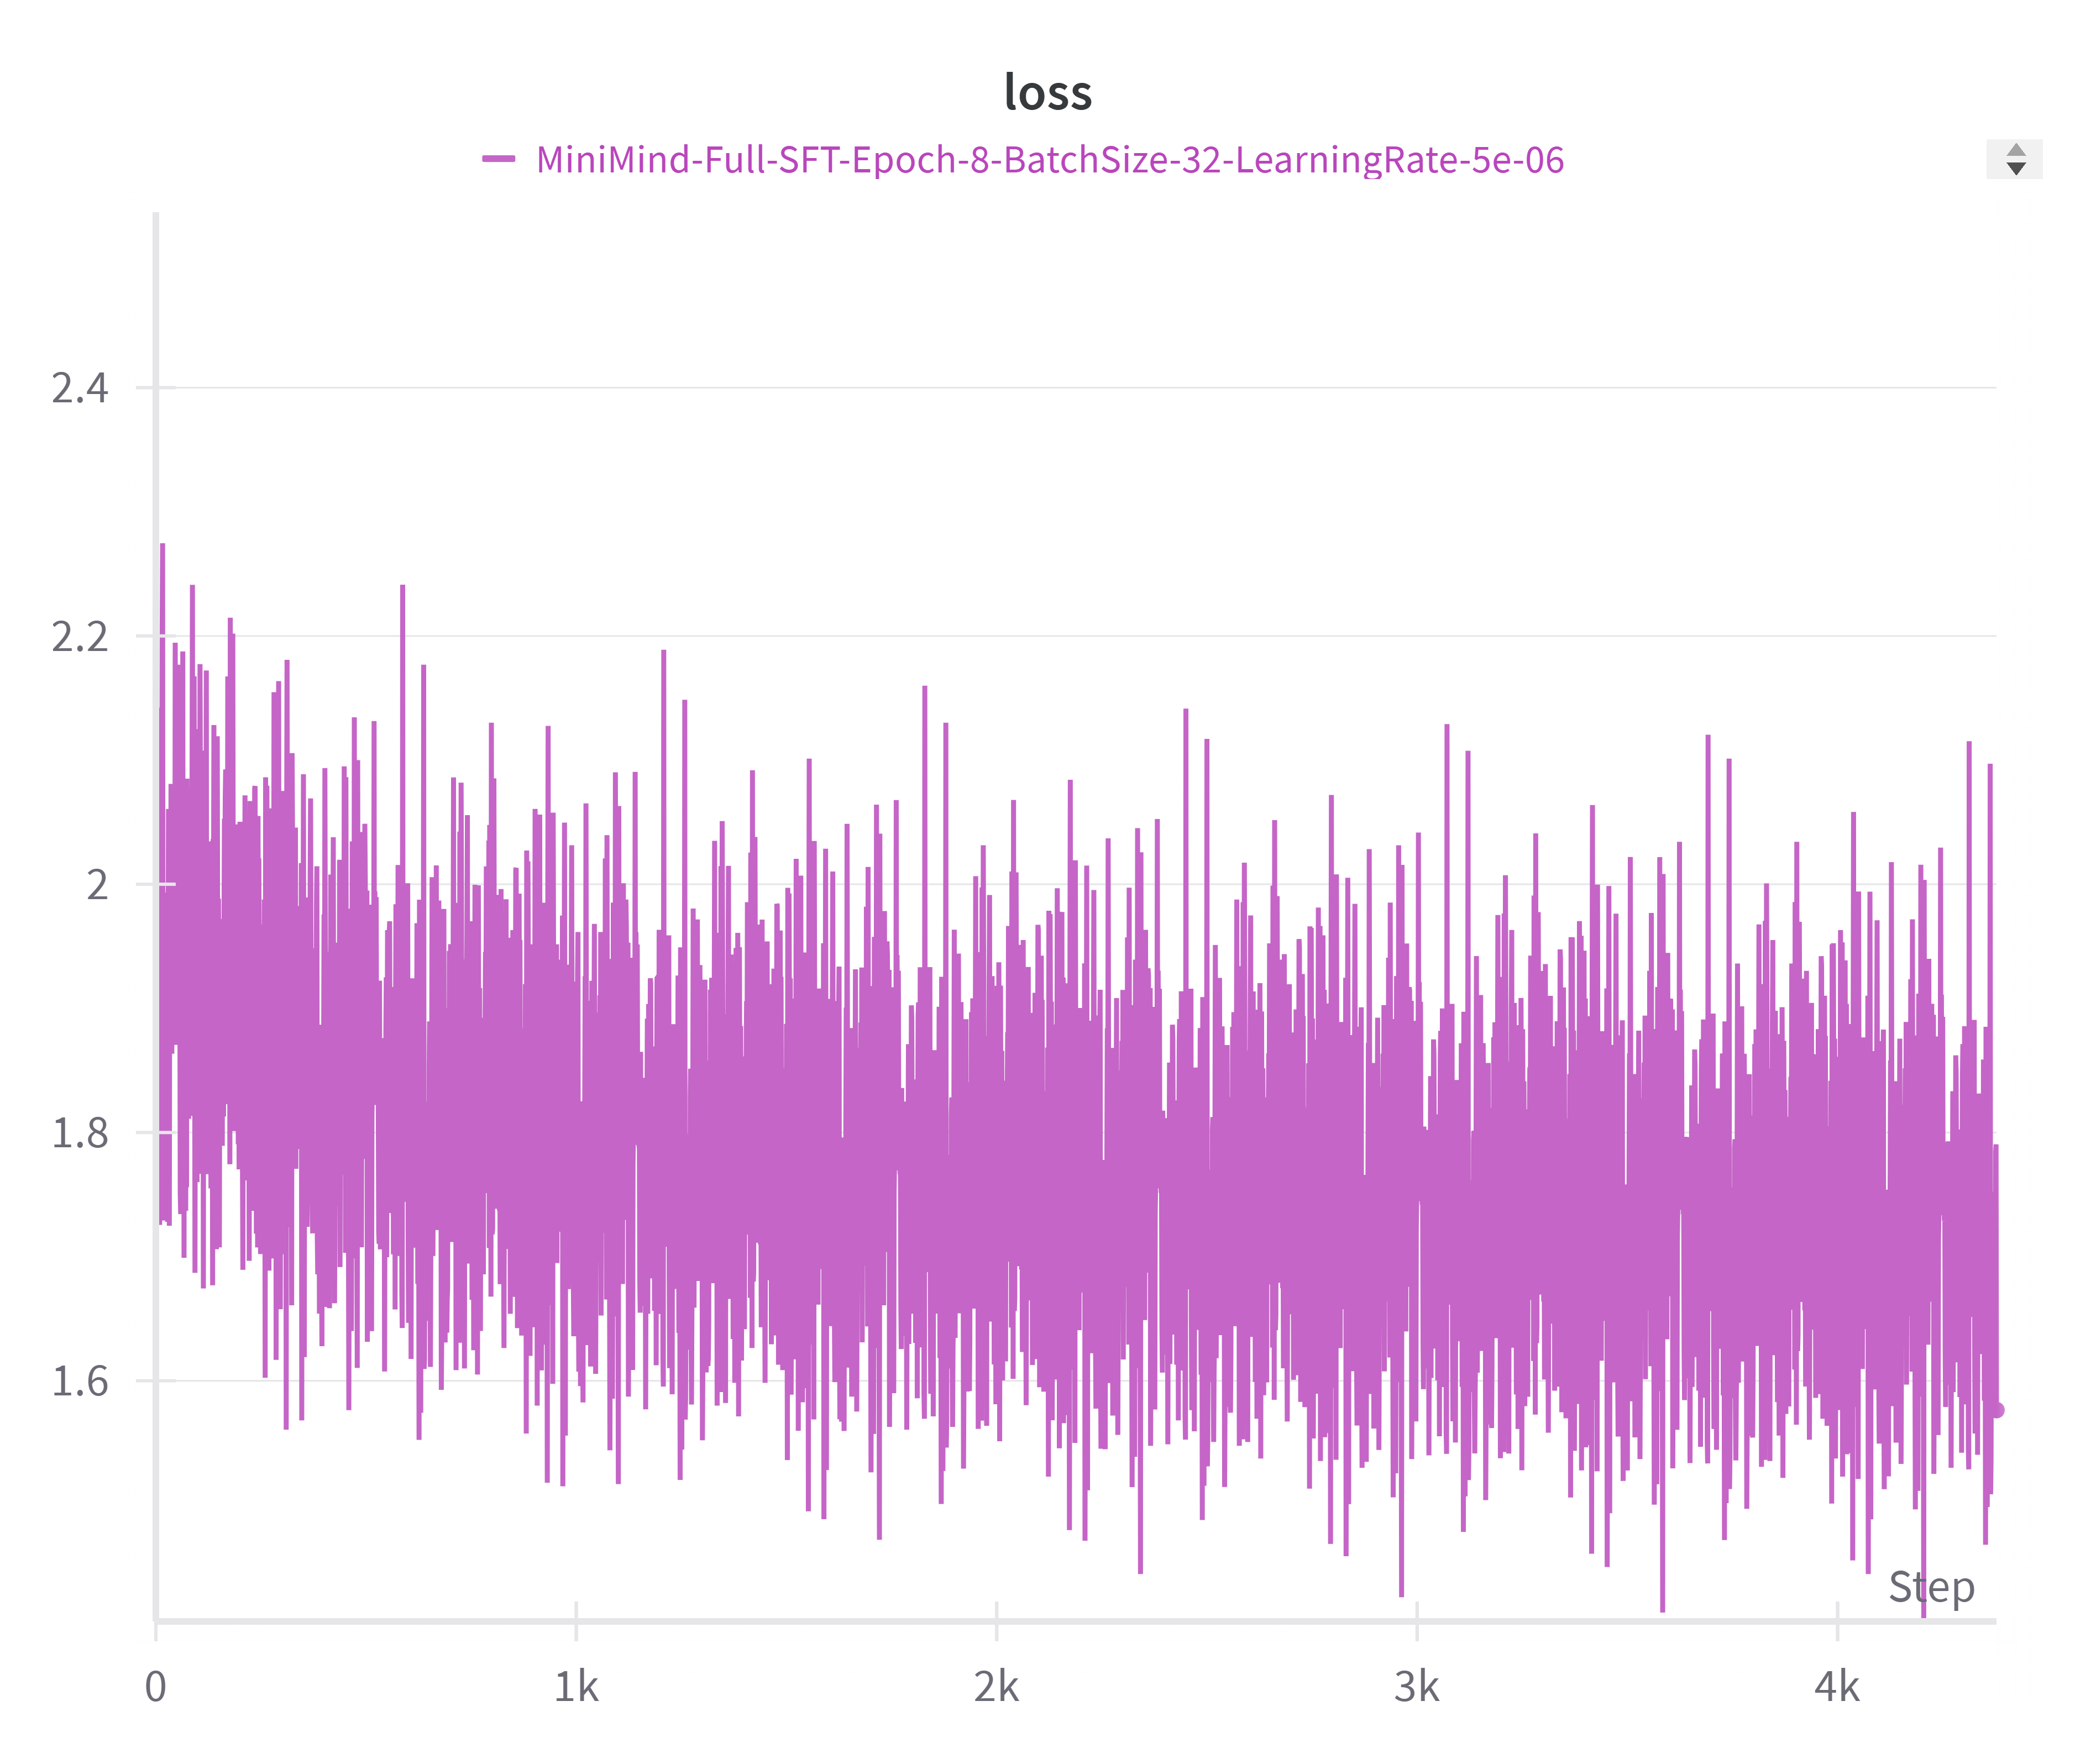 loss
MiniMind-Full-SFT-Epoch-8-BatchSize-32-LearningRate-5e-06
2.4
2.2
2
1.8
1.6
Step
0 1k 2k 3k 4k